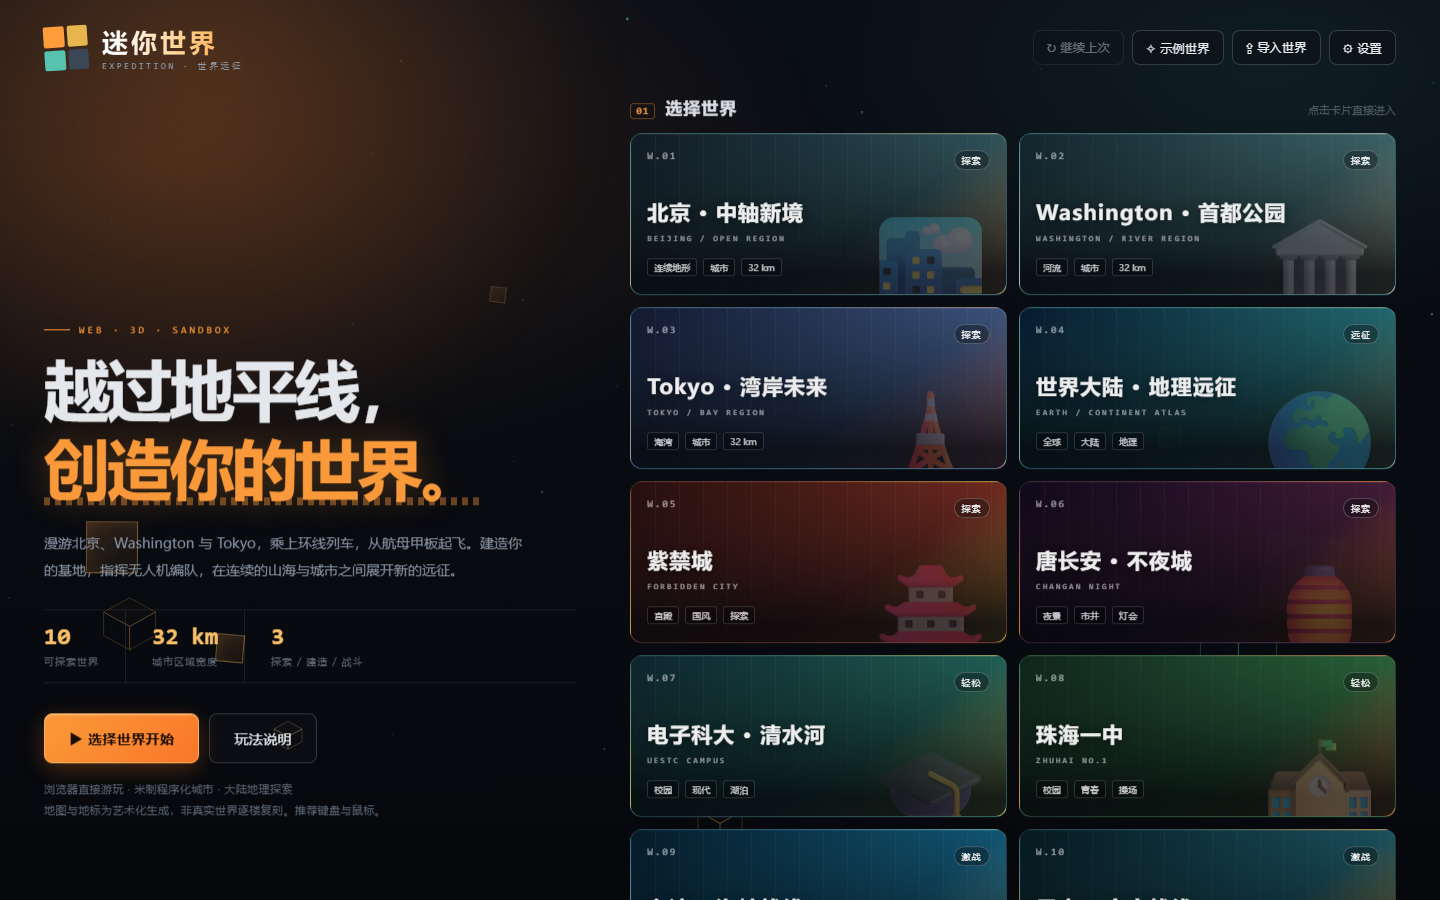 迷你世界
EXPEDITION · 世界远征
↻ 继续上次
✧ 示例世界
⇪ 导入世界
⚙ 设置
WEB · 3D · SANDBOX
越过地平线，
创造你的世界。
漫游北京、Washington 与 Tokyo，乘上环线列车，从航母甲板起飞。建造你
的基地，指挥无人机编队，在连续的山海与城市之间展开新的远征。
10
可探索世界
32 km
城市区域宽度
3
探索 / 建造 / 战斗
▶ 选择世界开始
玩法说明
浏览器直接游玩 · 米制程序化城市 · 大陆地理探索
地图与地标为艺术化生成，非真实世界逐楼复刻。推荐键盘与鼠标。
01 选择世界
点击卡片直接进入
W.01
探索
北京 · 中轴新境
BEIJING / OPEN REGION
连续地形 城市 32 km
W.02
探索
Washington · 首都公园
WASHINGTON / RIVER REGION
河流 城市 32 km
W.03
探索
Tokyo · 湾岸未来
TOKYO / BAY REGION
海湾 城市 32 km
W.04
远征
世界大陆 · 地理远征
EARTH / CONTINENT ATLAS
全球 大陆 地理
W.05
探索
紫禁城
FORBIDDEN CITY
宫殿 国风 探索
W.06
探索
唐长安 · 不夜城
CHANGAN NIGHT
夜景 市井 灯会
W.07
轻松
电子科大 · 清水河
UESTC CAMPUS
校园 现代 湖泊
W.08
轻松
珠海一中
ZHUHAI NO.1
校园 青春 操场
W.09
激战
W.10
激战